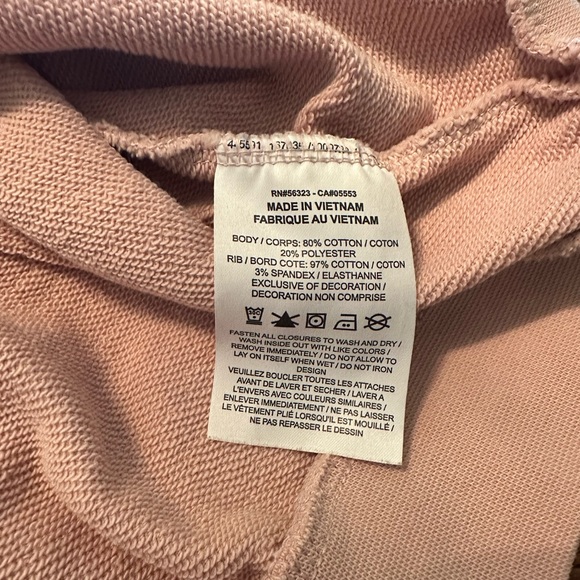 RN#56323 - CA#05553
MADE IN VIETNAM
FABRIQUE AU VIETNAM
BODY / CORPS: 80% COTTON / COTON
20% POLYESTER
RIB / BORD COTE: 97% COTTON / COTON
3% SPANDEX / ELASTHANNE
EXCLUSIVE OF DECORATION /
DECORATION NON COMPRISE
FASTEN ALL CLOSURES TO WASH AND DRY /
WASH INSIDE OUT WITH LIKE COLORS /
REMOVE IMMEDIATELY / DO NOT ALLOW TO
LAY ON ITSELF WHEN WET / DO NOT IRON
DESIGN
VEUILLEZ BOUCLER TOUTES LES ATTACHES
AVANT DE LAVER ET SECHER / LAVER A
L'ENVERS AVEC COULEURS SIMILAIRES /
ENLEVER IMMEDIATEMENT / NE PAS LAISSER
LE VÊTEMENT PLIÉ LORSQU'IL EST MOUILLÉ /
NE PAS REPASSER LE DESSIN